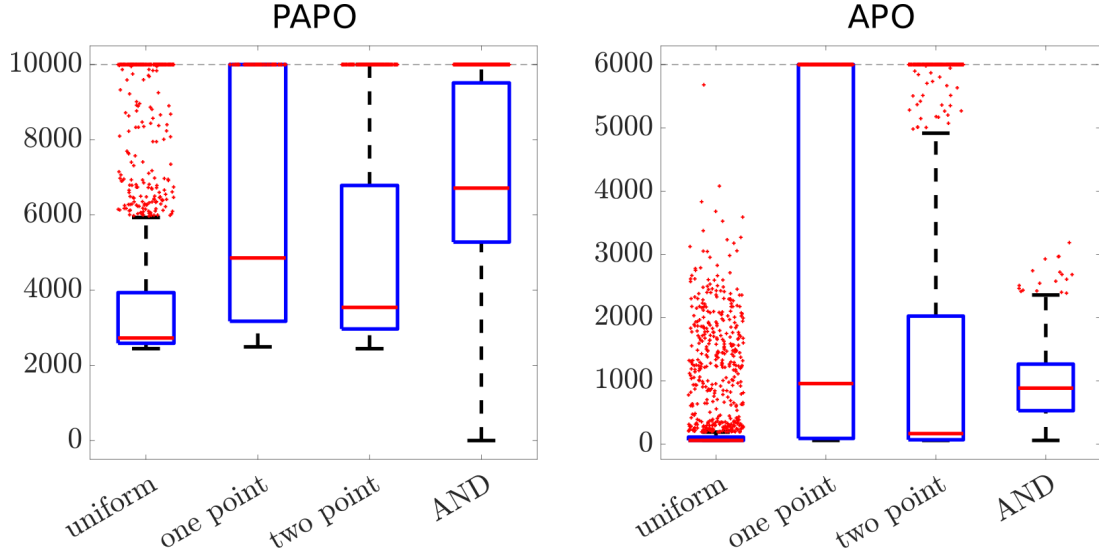 PAPO
10000
8000
6000
4000
2000
0
uniform
one point
two point
AND
APO
6000
5000
4000
3000
2000
1000
0
uniform
one point
two point
AND